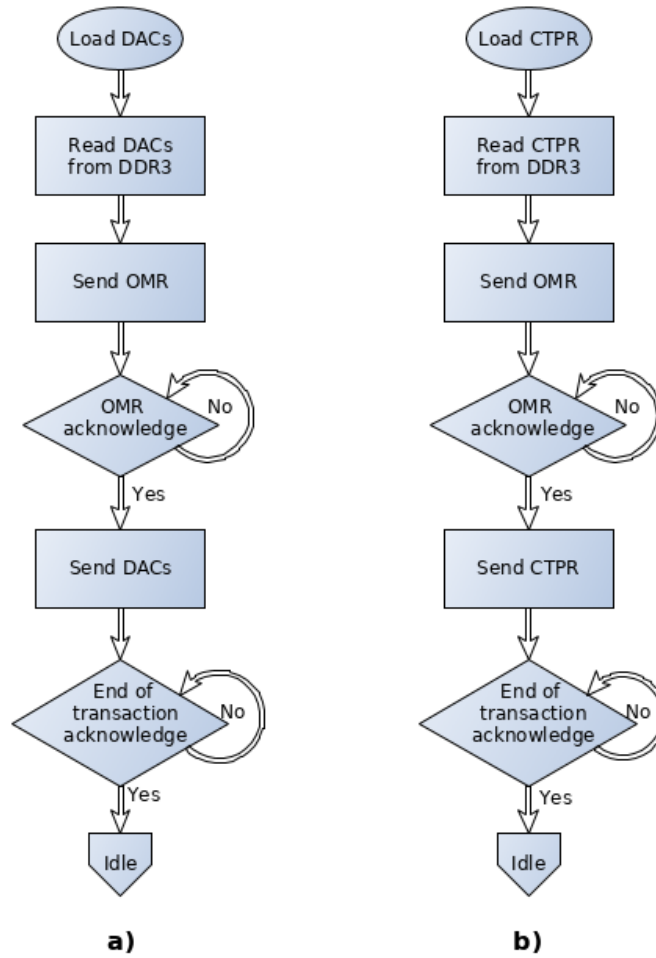 Load DACs
Read DACs
from DDR3
Send OMR
OMR
acknowledge
No
Yes
Send DACs
End of
transaction
acknowledge
No
Yes
Idle
a)
Load CTPR
Read CTPR
from DDR3
Send OMR
OMR
acknowledge
No
Yes
Send CTPR
End of
transaction
acknowledge
No
Yes
Idle
b)